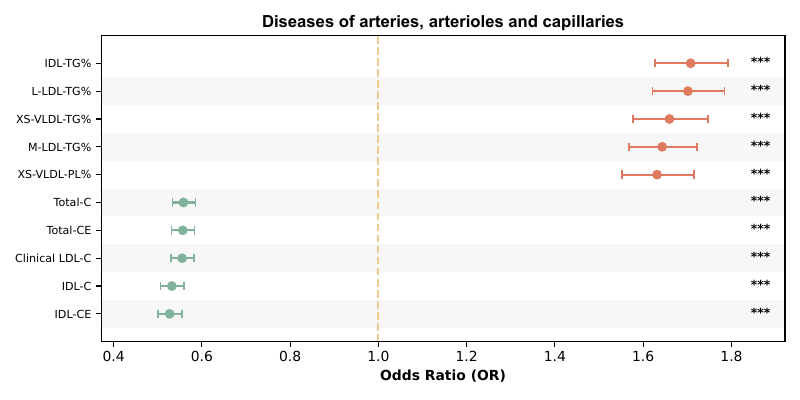 Diseases of arteries, arterioles and capillaries
IDL-TG% ***
L-LDL-TG% ***
XS-VLDL-TG% ***
M-LDL-TG% ***
XS-VLDL-PL% ***
Total-C ***
Total-CE ***
Clinical LDL-C ***
IDL-C ***
IDL-CE ***
0.4 0.6 0.8 1.0 1.2 1.4 1.6 1.8
Odds Ratio (OR)